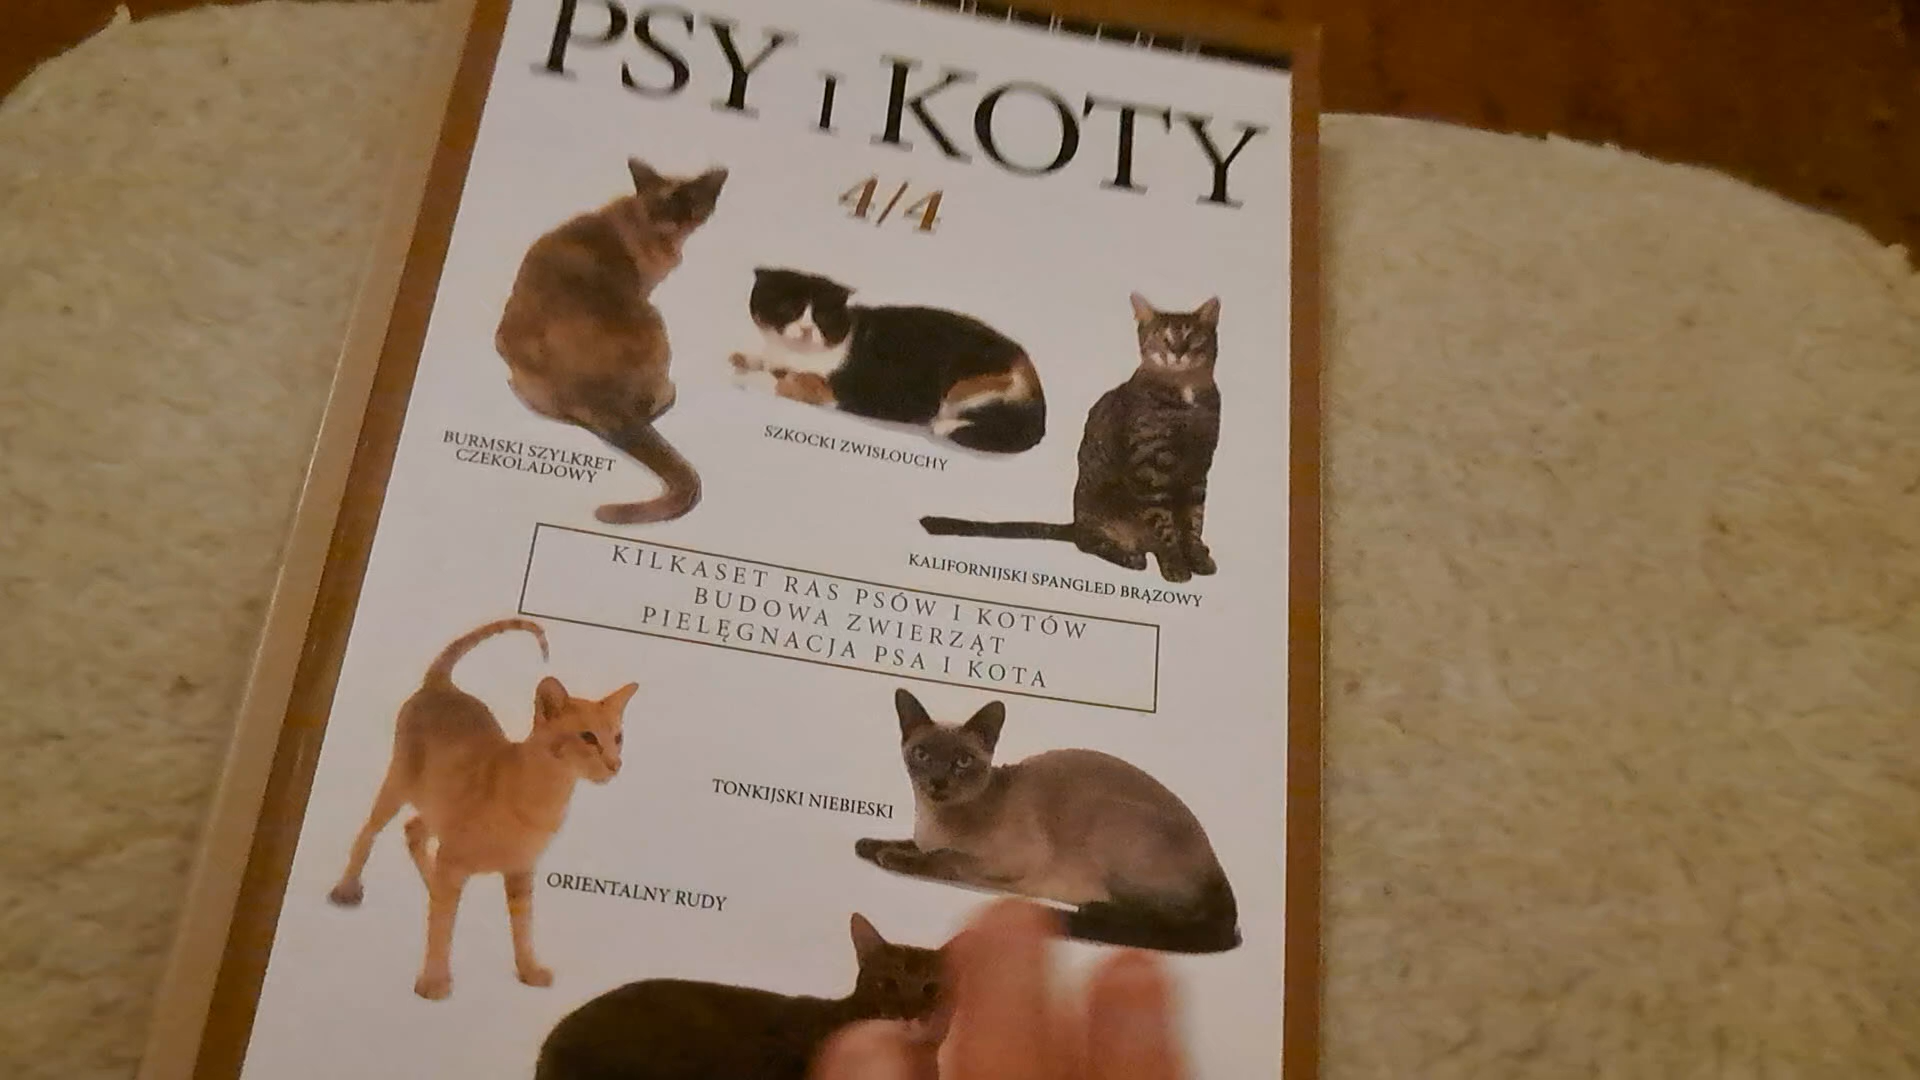 PSY I KOTY
4/4
BURMSKI SZYLKRET
CZEKOLADOWY
SZKOCKI ZWISŁOUCHY
KALIFORNIJSKI SPANGLED BRĄZOWY
KILKASET RAS PSÓW I KOTÓW
BUDOWA ZWIERZĄT
PIELĘGNACJA PSA I KOTA
TONKIJSKI NIEBIESKI
ORIENTALNY RUDY